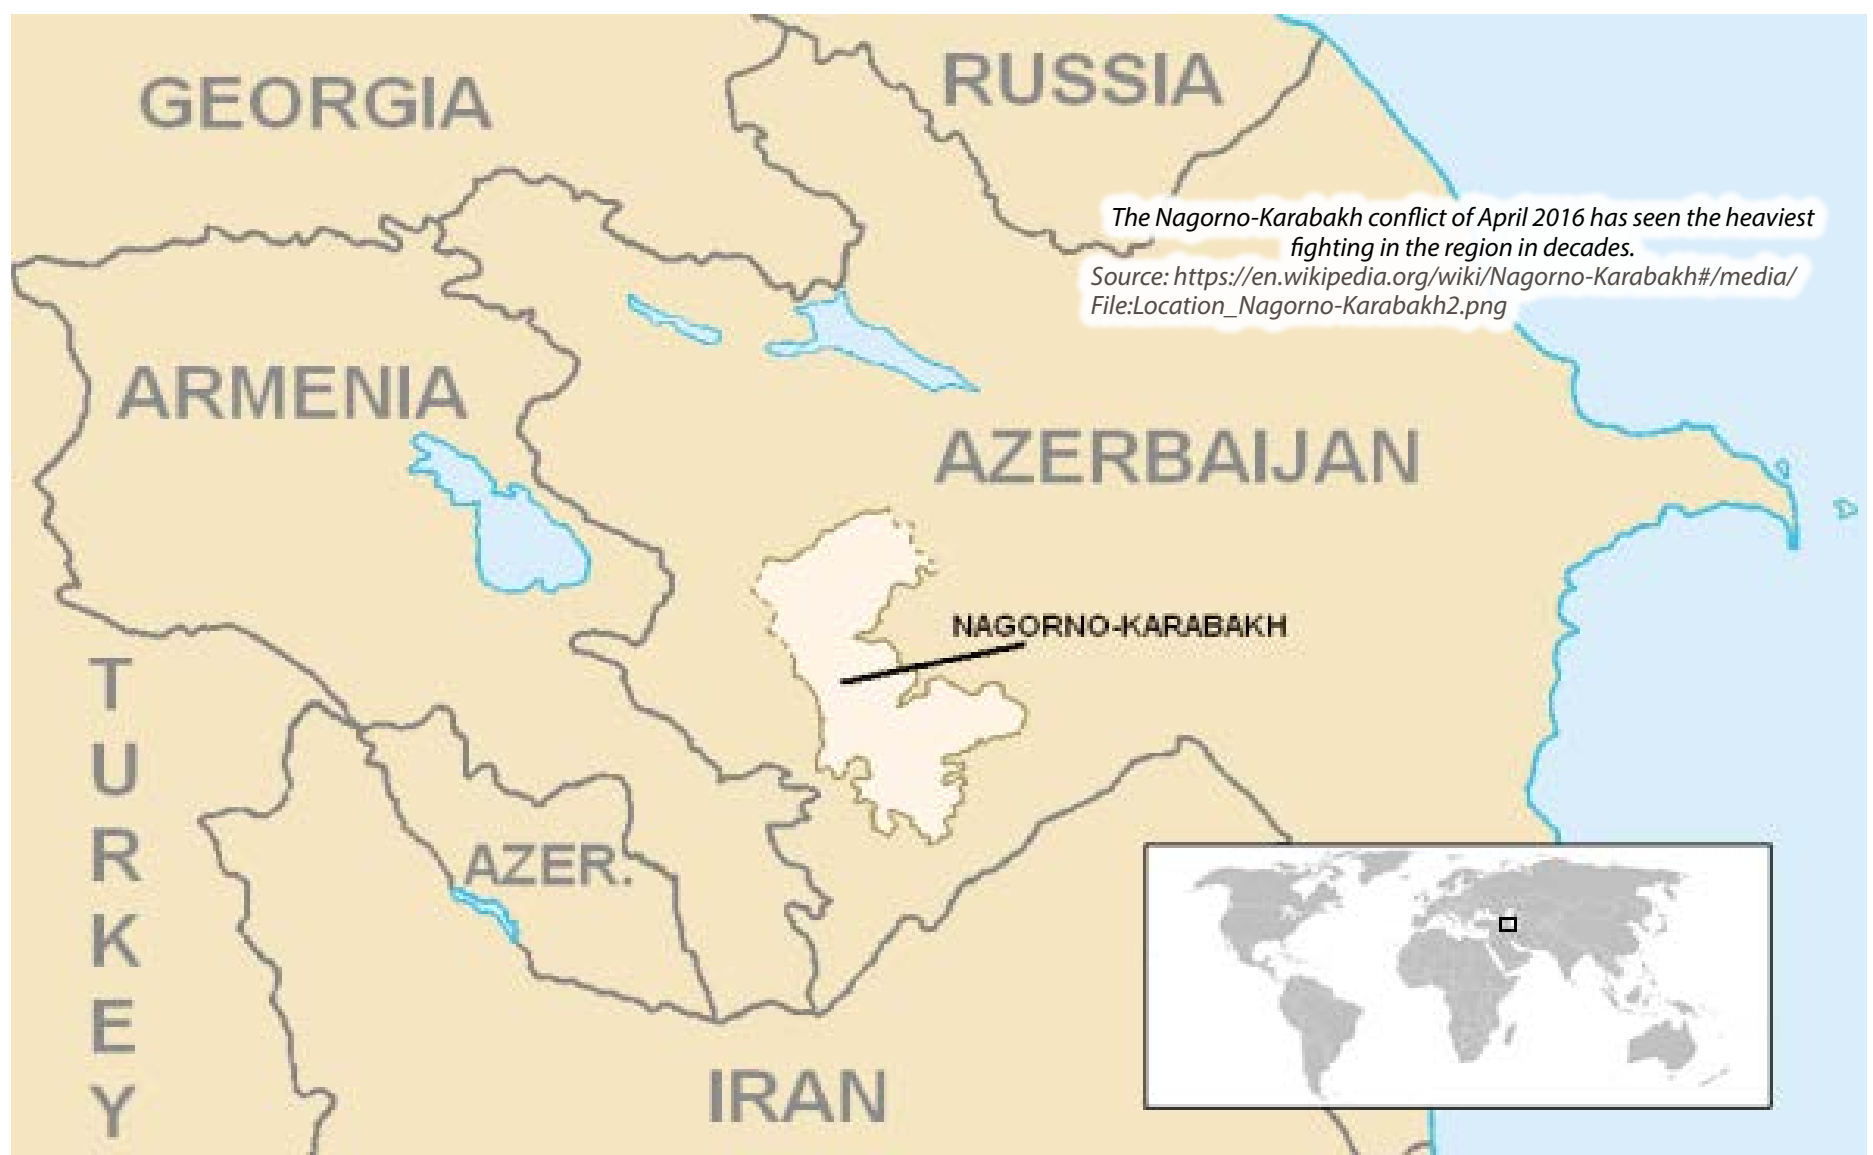 GEORGIA
RUSSIA
The Nagorno-Karabakh conflict of April 2016 has seen the heaviest
fighting in the region in decades.
Source: https://en.wikipedia.org/wiki/Nagorno-Karabakh#/media/
File:Location_Nagorno-Karabakh2.png
ARMENIA
AZERBAIJAN
NAGORNO-KARABAKH
TURKEY
AZER.
IRAN